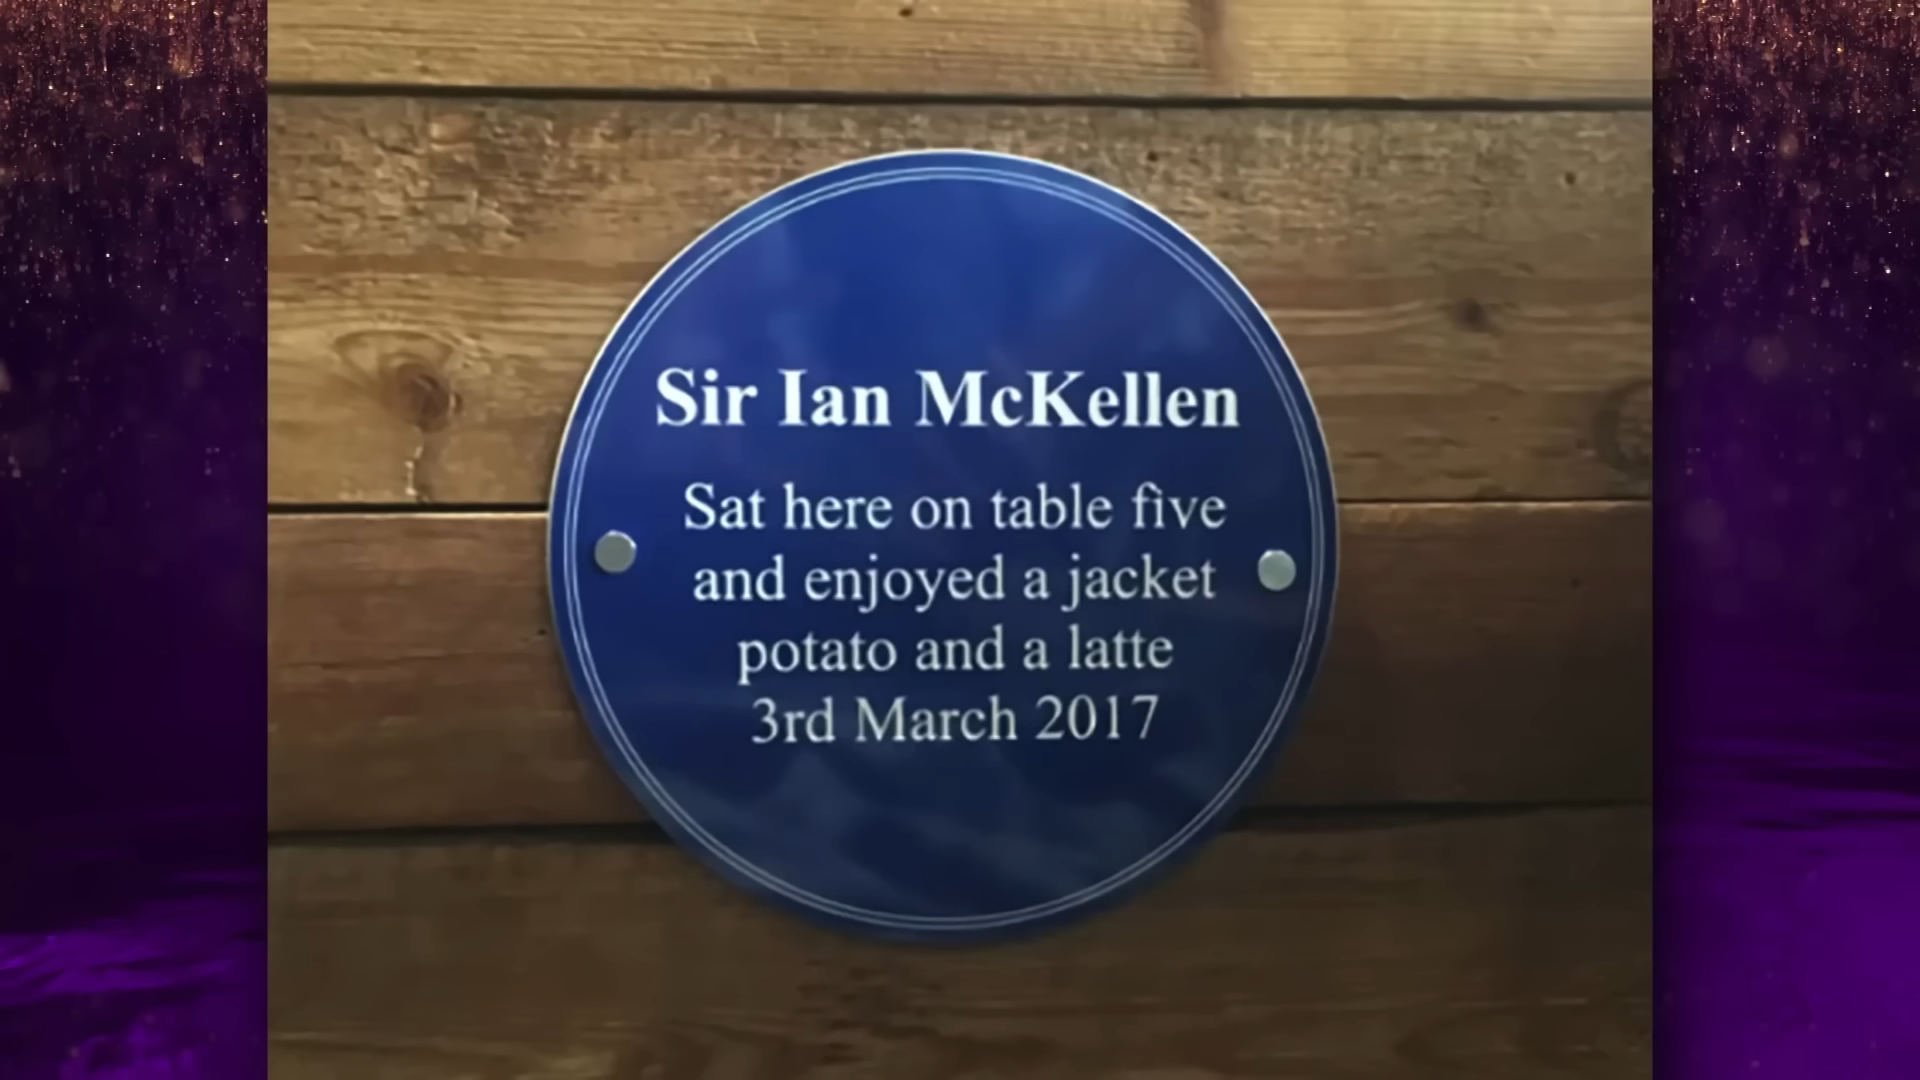 Sir Ian McKellen
Sat here on table five
and enjoyed a jacket
potato and a latte
3rd March 2017